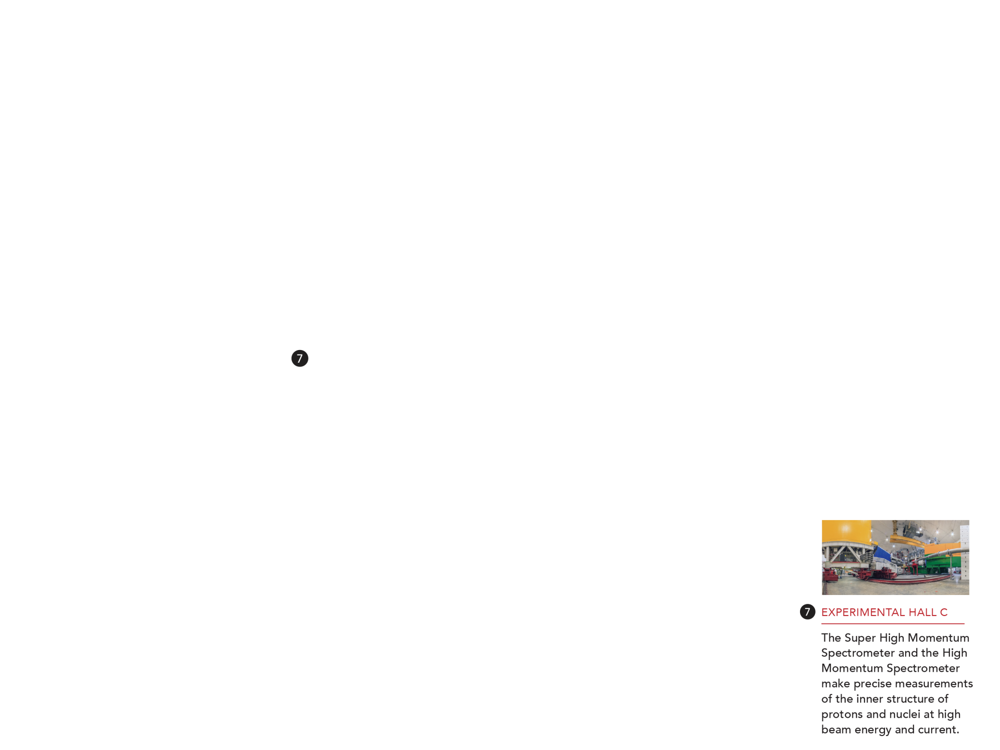 7
7 EXPERIMENTAL HALL C
The Super High Momentum
Spectrometer and the High
Momentum Spectrometer
make precise measurements
of the inner structure of
protons and nuclei at high
beam energy and current.